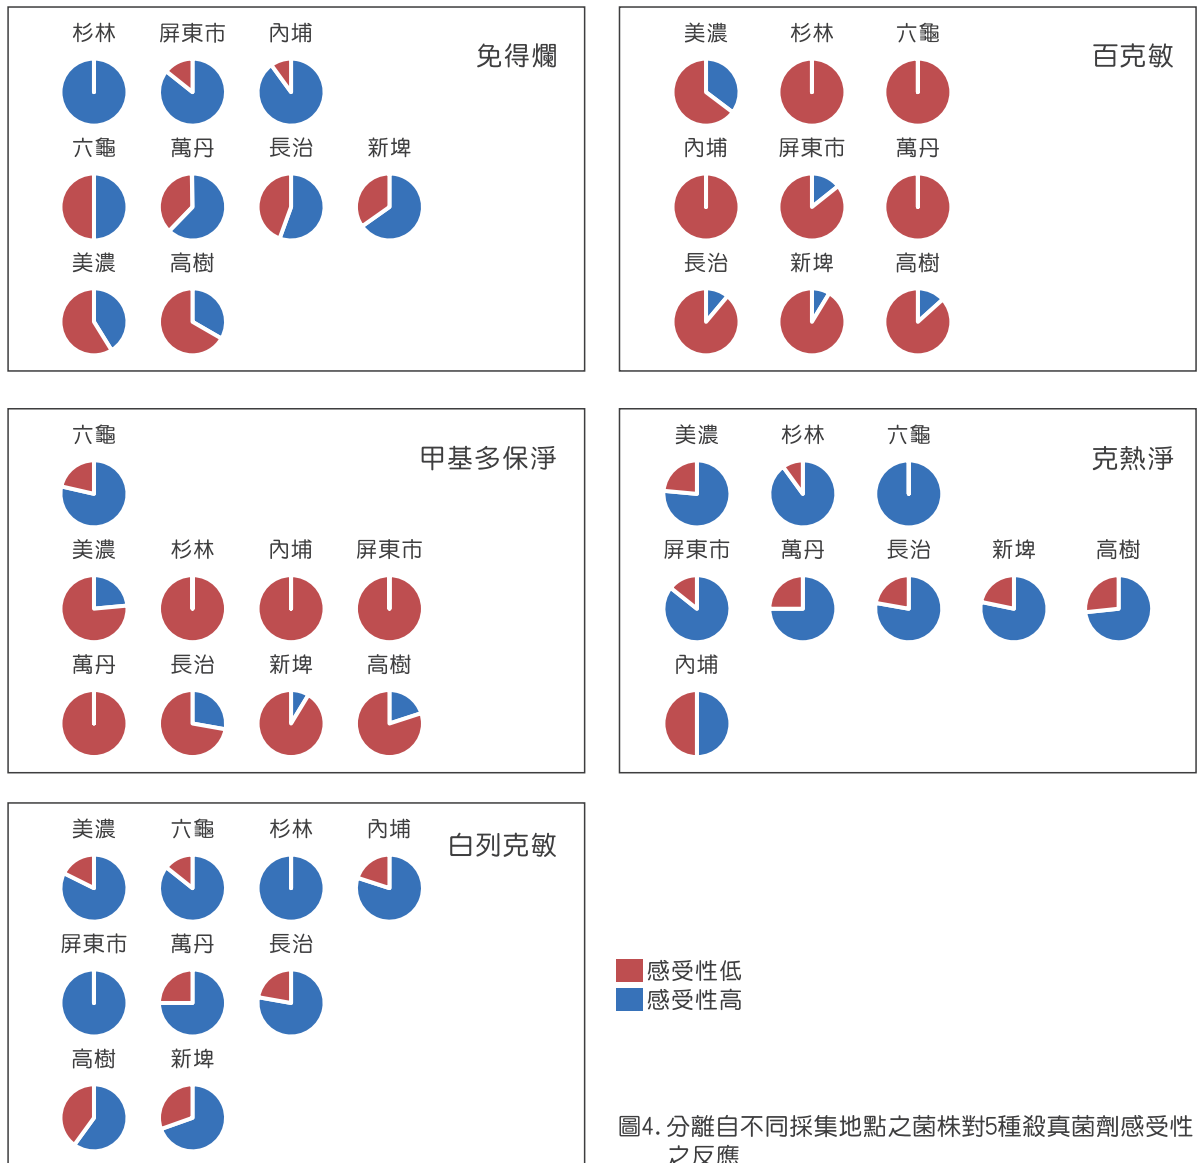 杉林 屏東市 內埔
免得爛
六龜 萬丹 長治 新埤
美濃 高樹
美濃 杉林 六龜
百克敏
內埔 屏東市 萬丹
長治 新埤 高樹
六龜
甲基多保淨
美濃 杉林 內埔 屏東市
萬丹 長治 新埤 高樹
美濃 杉林 六龜
克熱淨
屏東市 萬丹 長治 新埤 高樹
內埔
美濃 六龜 杉林 內埔
白列克敏
屏東市 萬丹 長治
高樹 新埤
感受性低
感受性高
圖4. 分離自不同採集地點之菌株對5種殺真菌劑感受性
之反應